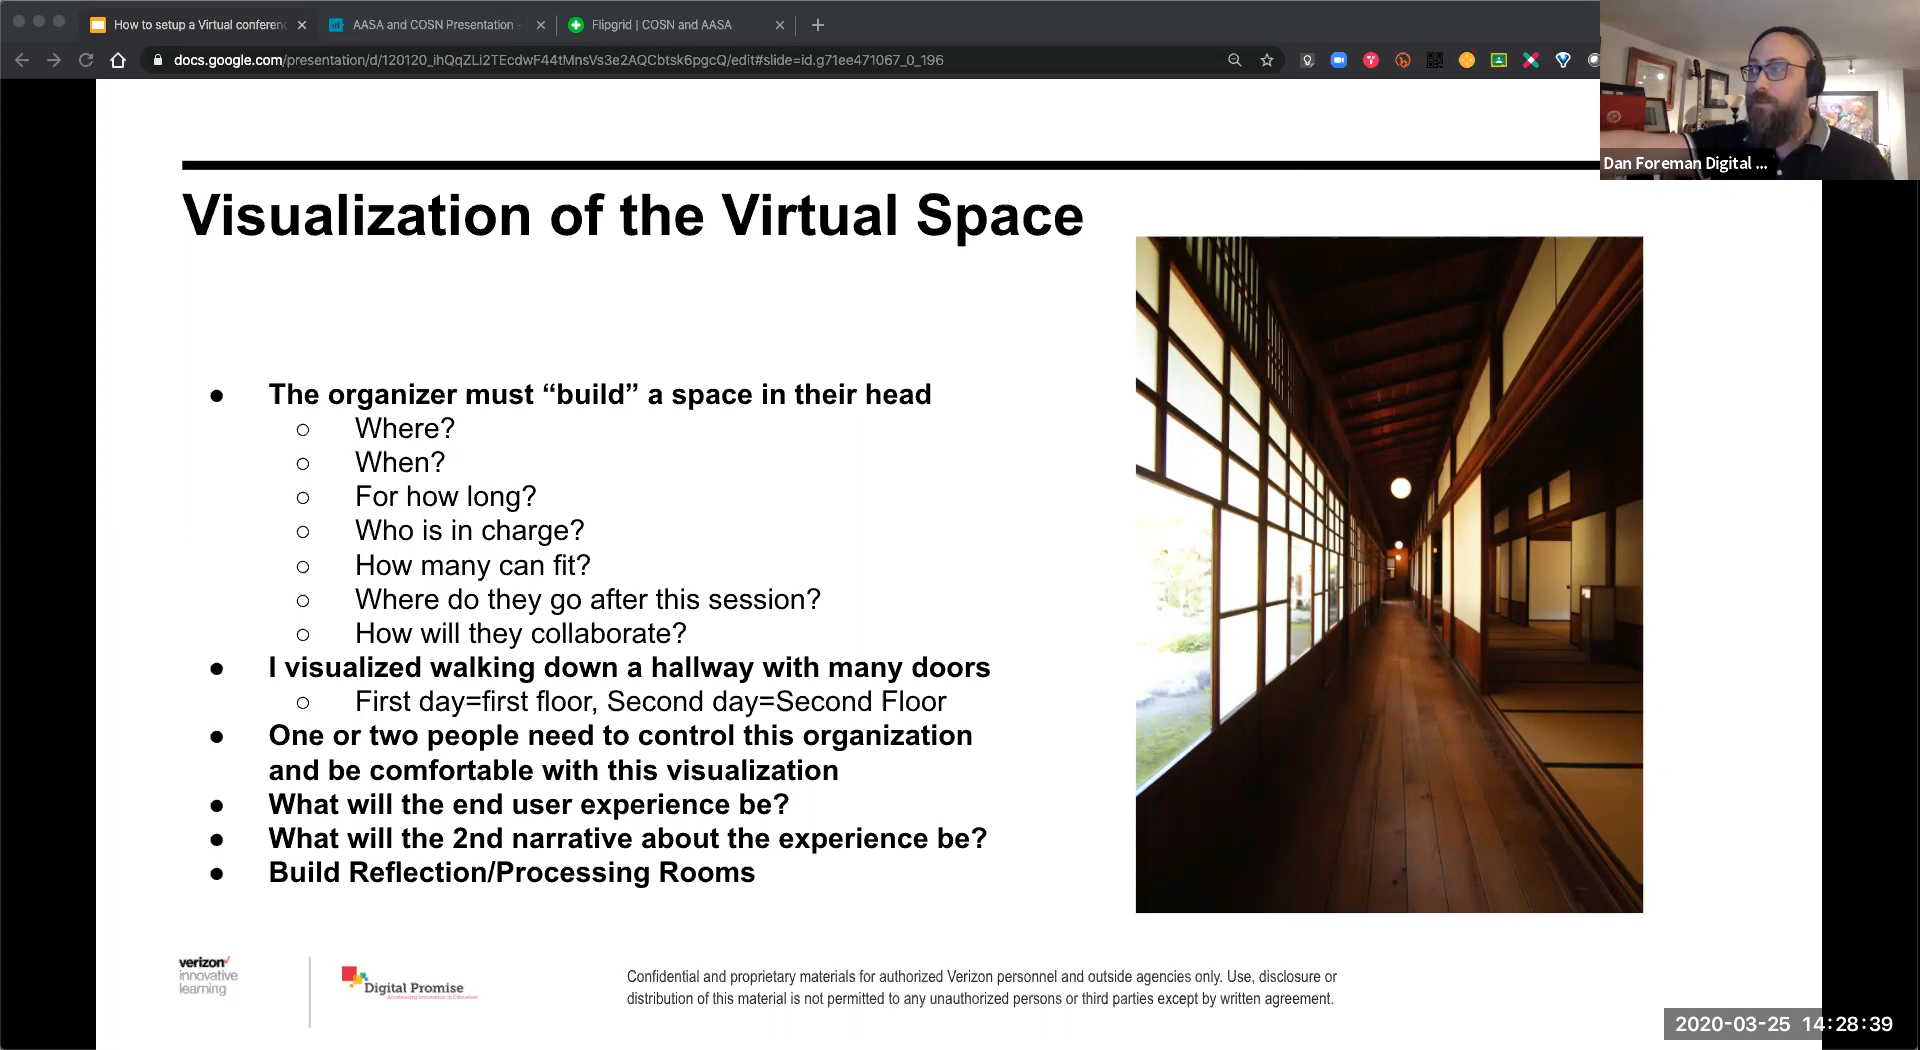 How to setup a Virtual conferen
AASA and COSN Presentation -
Flipgrid | COSN and AASA
docs.google.com/presentation/d/120120_ihQqZLi2TEcdwF44tMnsVs3e2AQCbtsk6pgcQ/edit#slide=id.g71ee471067_0_196
Dan Foreman Digital ...
Visualization of the Virtual Space
The organizer must “build” a space in their head
Where?
When?
For how long?
Who is in charge?
How many can fit?
Where do they go after this session?
How will they collaborate?
I visualized walking down a hallway with many doors
First day=first floor, Second day=Second Floor
One or two people need to control this organization
and be comfortable with this visualization
What will the end user experience be?
What will the 2nd narrative about the experience be?
Build Reflection/Processing Rooms
verizon
innovative
learning
Digital Promise
Accelerating Innovation in Education
Confidential and proprietary materials for authorized Verizon personnel and outside agencies only. Use, disclosure or
distribution of this material is not permitted to any unauthorized persons or third parties except by written agreement.
2020-03-25 14:28:39